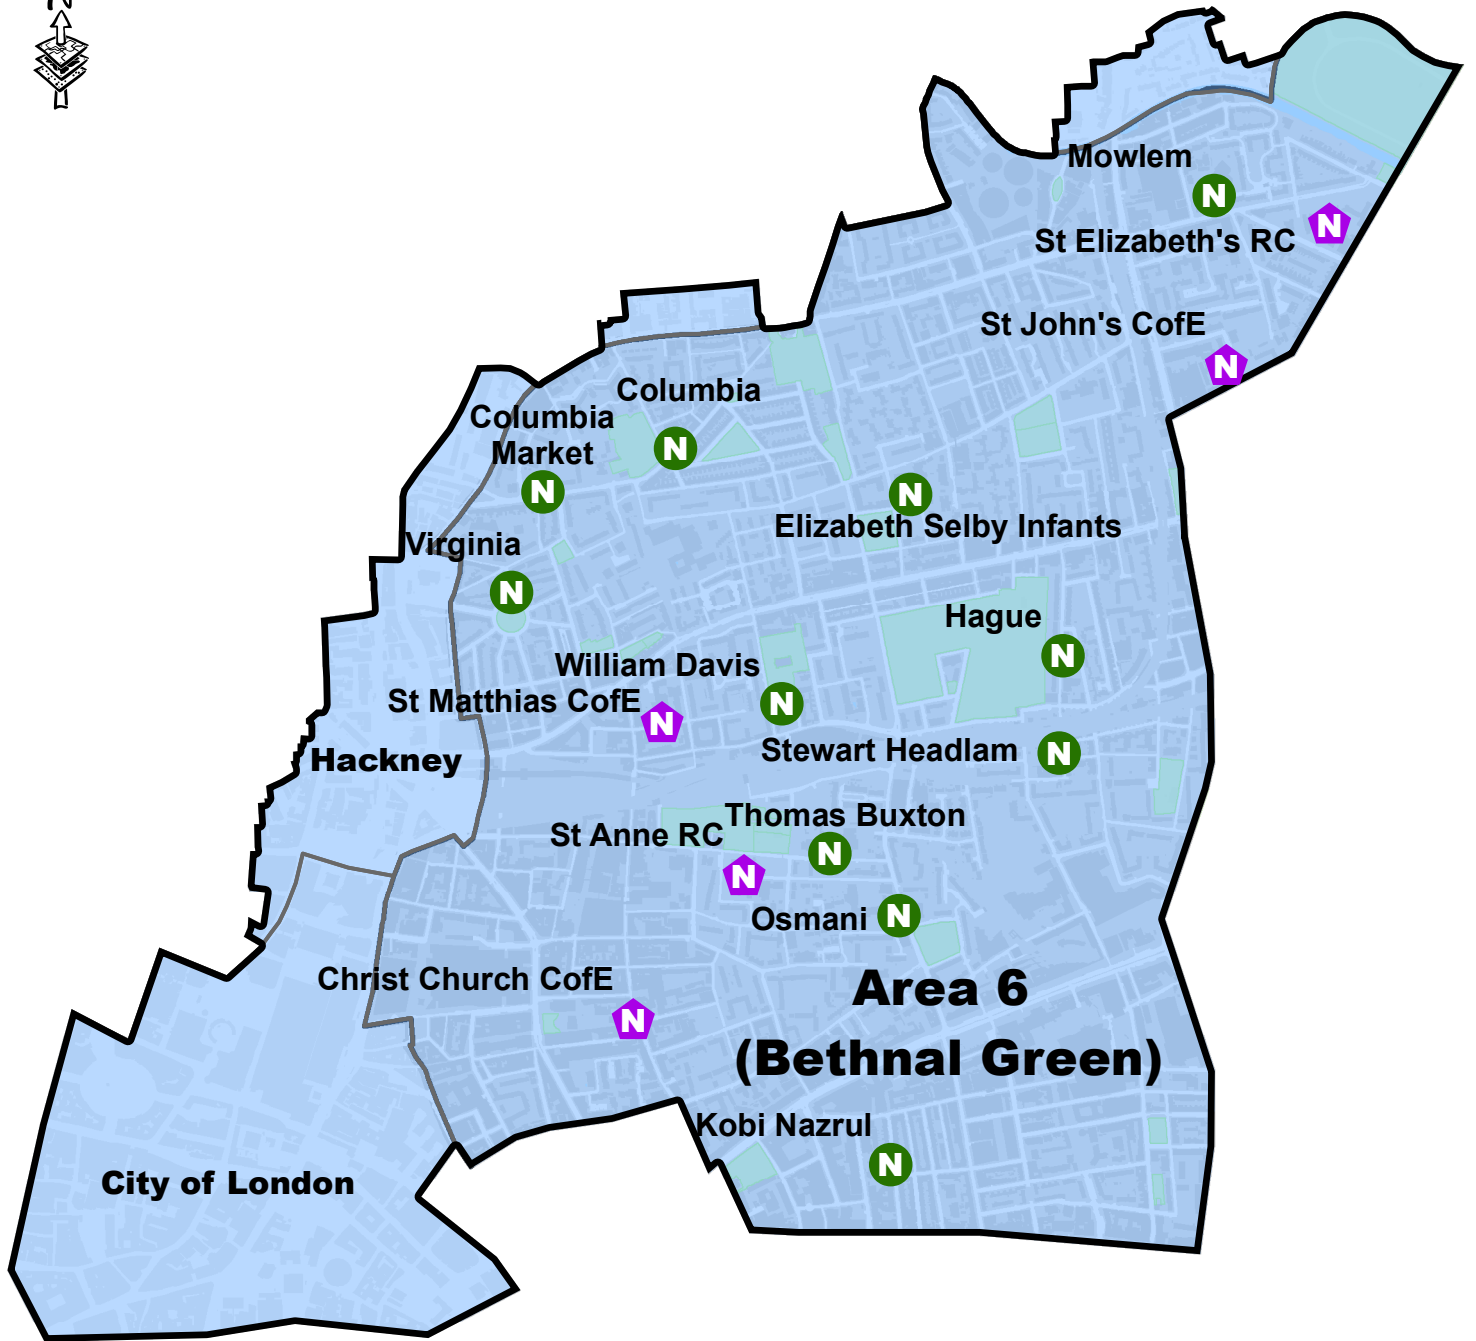 N
Mowlem
N
N
St Elizabeth's RC
St John's CofE
N
Columbia
Columbia
Market
N
N
N
Elizabeth Selby Infants
Virginia
N
Hague
N
William Davis
St Matthias CofE
N
N
Stewart Headlam
N
Hackney
Thomas Buxton
St Anne RC
N
N
Osmani
N
Christ Church CofE
N
Area 6
(Bethnal Green)
Kobi Nazrul
N
City of London